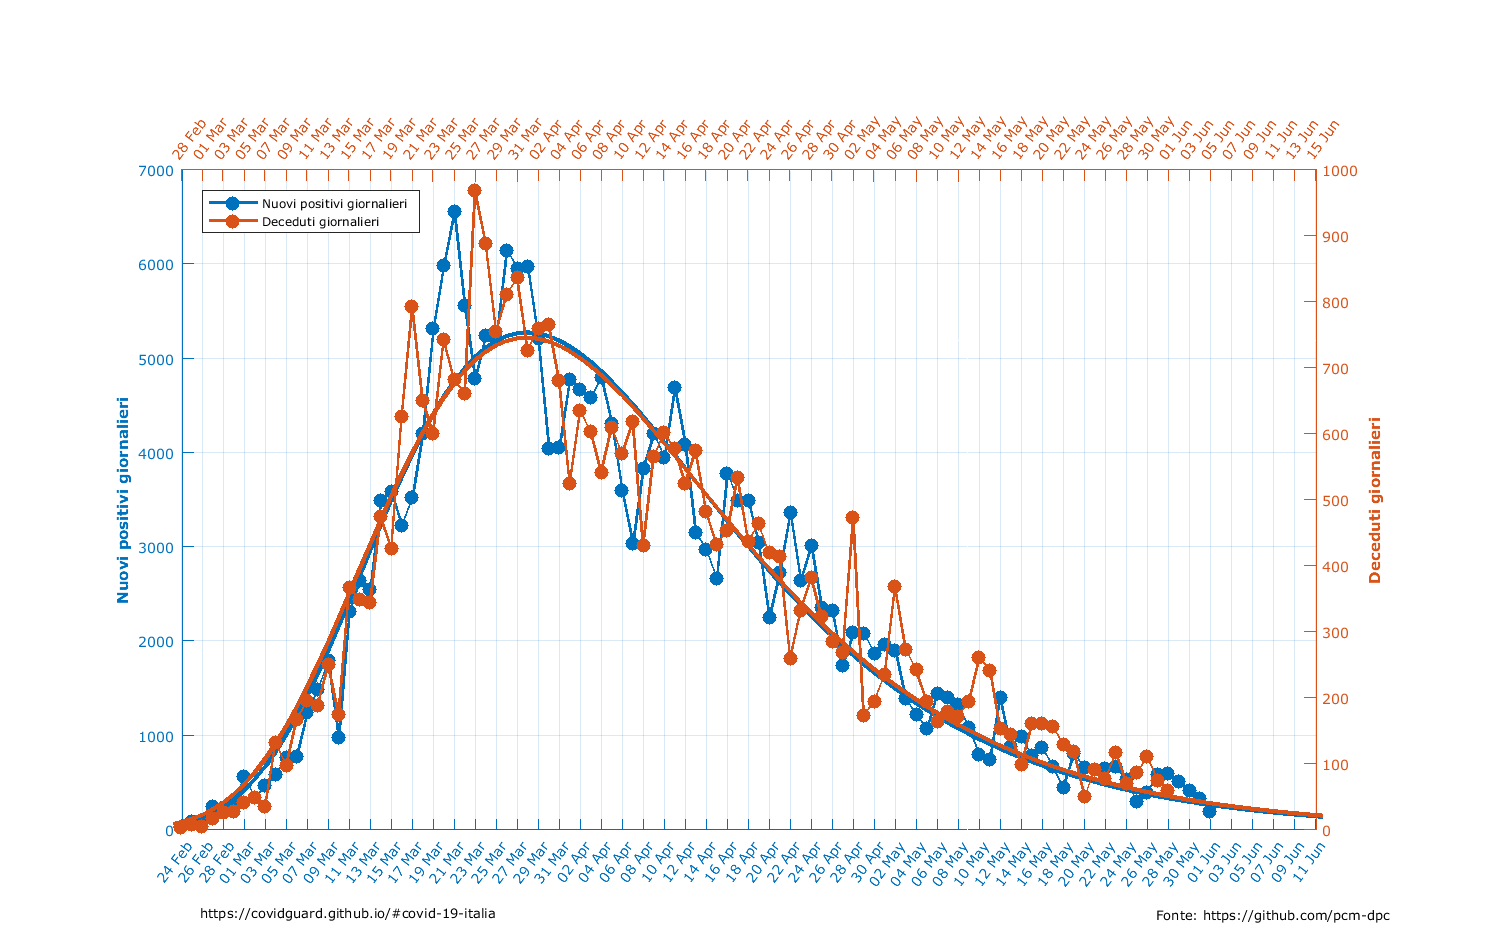 28 Feb 01 Mar 03 Mar 05 Mar 07 Mar 09 Mar 11 Mar 13 Mar 15 Mar 17 Mar 19 Mar 21 Mar 23 Mar 25 Mar 27 Mar 29 Mar 31 Mar 02 Apr 04 Apr 06 Apr 08 Apr 10 Apr 12 Apr 14 Apr 16 Apr 18 Apr 20 Apr 22 Apr 24 Apr 26 Apr 28 Apr 30 Apr 02 May 04 May 06 May 08 May 10 May 12 May 14 May 16 May 18 May 20 May 22 May 24 May 26 May 28 May 30 May 01 Jun 03 Jun 05 Jun 07 Jun 09 Jun 11 Jun 13 Jun 15 Jun
7000
6000
5000
4000
3000
2000
1000
0
Nuovi positivi giornalieri
Nuovi positivi giornalieri
Deceduti giornalieri
1000
900
800
700
600
500
400
300
200
100
0
Deceduti giornalieri
24 Feb 26 Feb 28 Feb 01 Mar 03 Mar 05 Mar 07 Mar 09 Mar 11 Mar 13 Mar 15 Mar 17 Mar 19 Mar 21 Mar 23 Mar 25 Mar 27 Mar 29 Mar 31 Mar 02 Apr 04 Apr 06 Apr 08 Apr 10 Apr 12 Apr 14 Apr 16 Apr 18 Apr 20 Apr 22 Apr 24 Apr 26 Apr 28 Apr 30 Apr 02 May 04 May 06 May 08 May 10 May 12 May 14 May 16 May 18 May 20 May 22 May 24 May 26 May 28 May 30 May 01 Jun 03 Jun 05 Jun 07 Jun 09 Jun 11 Jun
https://covidguard.github.io/#covid-19-italia
Fonte: https://github.com/pcm-dpc